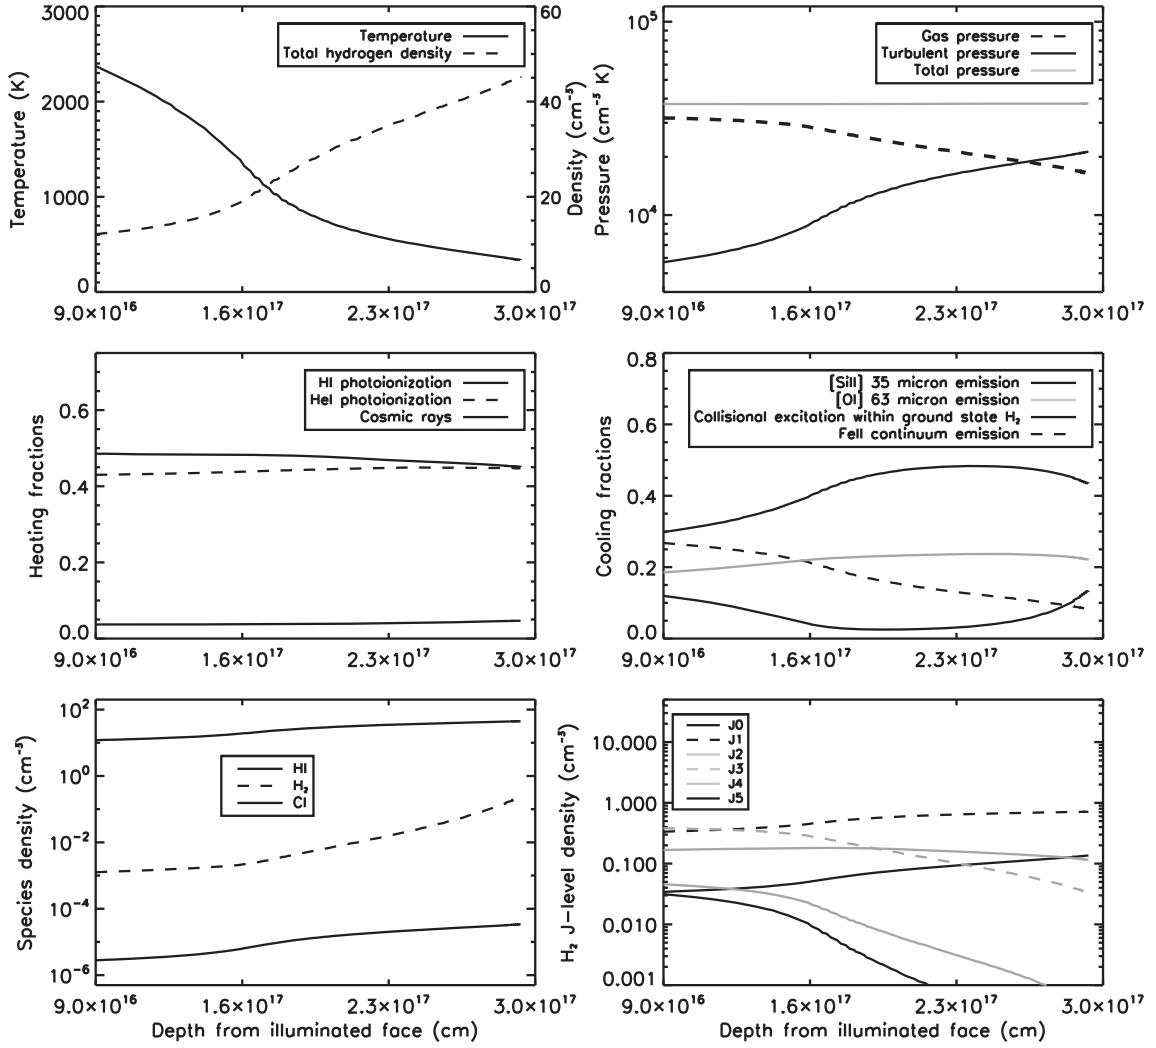 3000
2000
1000
0
Temperature (K)
Temperature
Total hydrogen density
60
40
20
0
Density (cm⁻³)
9.0×10¹⁶
1.6×10¹⁷
2.3×10¹⁷
3.0×10¹⁷
10⁵
10⁴
Pressure (cm⁻³ K)
Gas pressure
Turbulent pressure
Total pressure
9.0×10¹⁶
1.6×10¹⁷
2.3×10¹⁷
3.0×10¹⁷
0.6
0.4
0.2
0.0
Heating fractions
HI photoionization
HeI photoionization
Cosmic rays
9.0×10¹⁶
1.6×10¹⁷
2.3×10¹⁷
3.0×10¹⁷
0.8
0.6
0.4
0.2
0.0
Cooling fractions
[SiII] 35 micron emission
[OI] 63 micron emission
Collisional excitation within ground state H₂
FeII continuum emission
9.0×10¹⁶
1.6×10¹⁷
2.3×10¹⁷
3.0×10¹⁷
10²
10⁰
10⁻²
10⁻⁴
10⁻⁶
Species density (cm⁻³)
HI
H₂
CI
9.0×10¹⁶
1.6×10¹⁷
2.3×10¹⁷
3.0×10¹⁷
Depth from illuminated face (cm)
10.000
1.000
0.100
0.010
0.001
H₂ J-level density (cm⁻³)
J0
J1
J2
J3
J4
J5
9.0×10¹⁶
1.6×10¹⁷
2.3×10¹⁷
3.0×10¹⁷
Depth from illuminated face (cm)